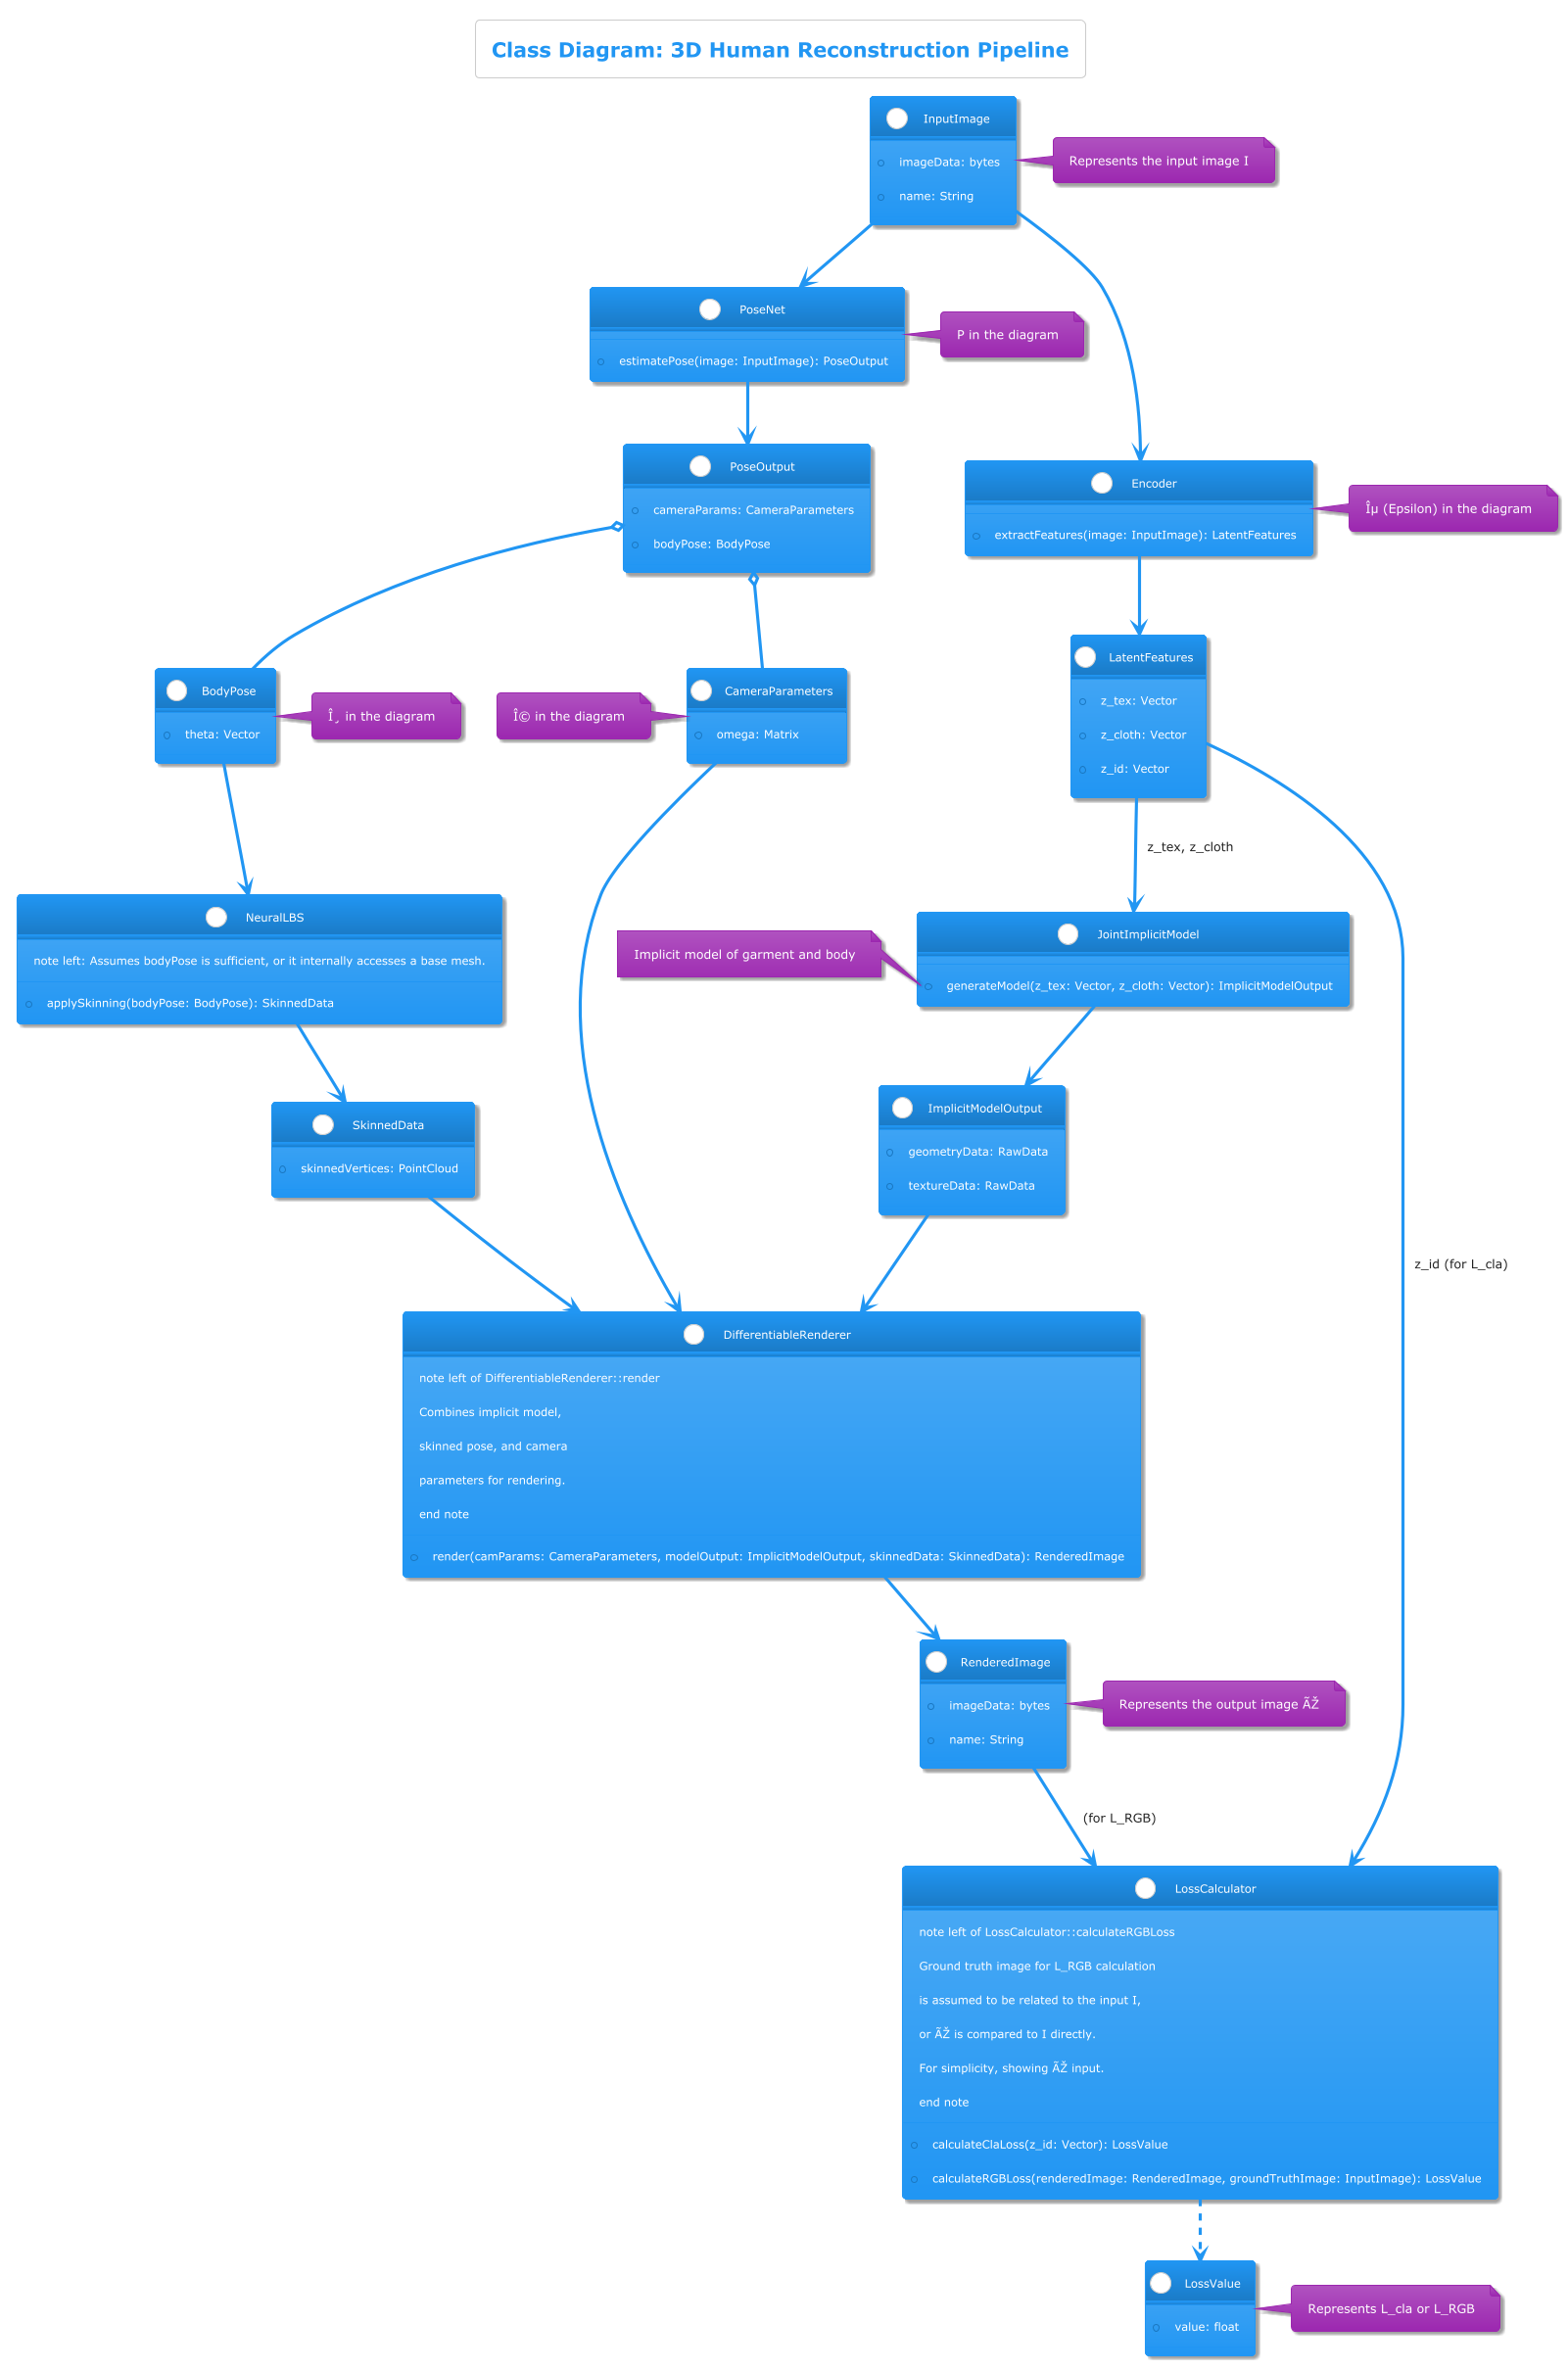 Class Diagram: 3D Human Reconstruction Pipeline
InputImage
imageData: bytes
name: String
Represents the input image I
PoseNet
estimatePose(image: InputImage): PoseOutput
P in the diagram
PoseOutput
cameraParams: CameraParameters
bodyPose: BodyPose
Encoder
extractFeatures(image: InputImage): LatentFeatures
Îµ (Epsilon) in the diagram
BodyPose
theta: Vector
Î¸ in the diagram
Î© in the diagram
CameraParameters
omega: Matrix
LatentFeatures
z_tex: Vector
z_cloth: Vector
z_id: Vector
z_tex, z_cloth
NeuralLBS
note left: Assumes bodyPose is sufficient, or it internally accesses a base mesh.
applySkinning(bodyPose: BodyPose): SkinnedData
Implicit model of garment and body
JointImplicitModel
generateModel(z_tex: Vector, z_cloth: Vector): ImplicitModelOutput
SkinnedData
skinnedVertices: PointCloud
ImplicitModelOutput
geometryData: RawData
textureData: RawData
z_id (for L_cla)
DifferentiableRenderer
note left of DifferentiableRenderer::render
Combines implicit model,
skinned pose, and camera
parameters for rendering.
end note
render(camParams: CameraParameters, modelOutput: ImplicitModelOutput, skinnedData: SkinnedData): RenderedImage
RenderedImage
imageData: bytes
name: String
Represents the output image ÃŽ
(for L_RGB)
LossCalculator
note left of LossCalculator::calculateRGBLoss
Ground truth image for L_RGB calculation
is assumed to be related to the input I,
or ÃŽ is compared to I directly.
For simplicity, showing ÃŽ input.
end note
calculateClaLoss(z_id: Vector): LossValue
calculateRGBLoss(renderedImage: RenderedImage, groundTruthImage: InputImage): LossValue
LossValue
value: float
Represents L_cla or L_RGB